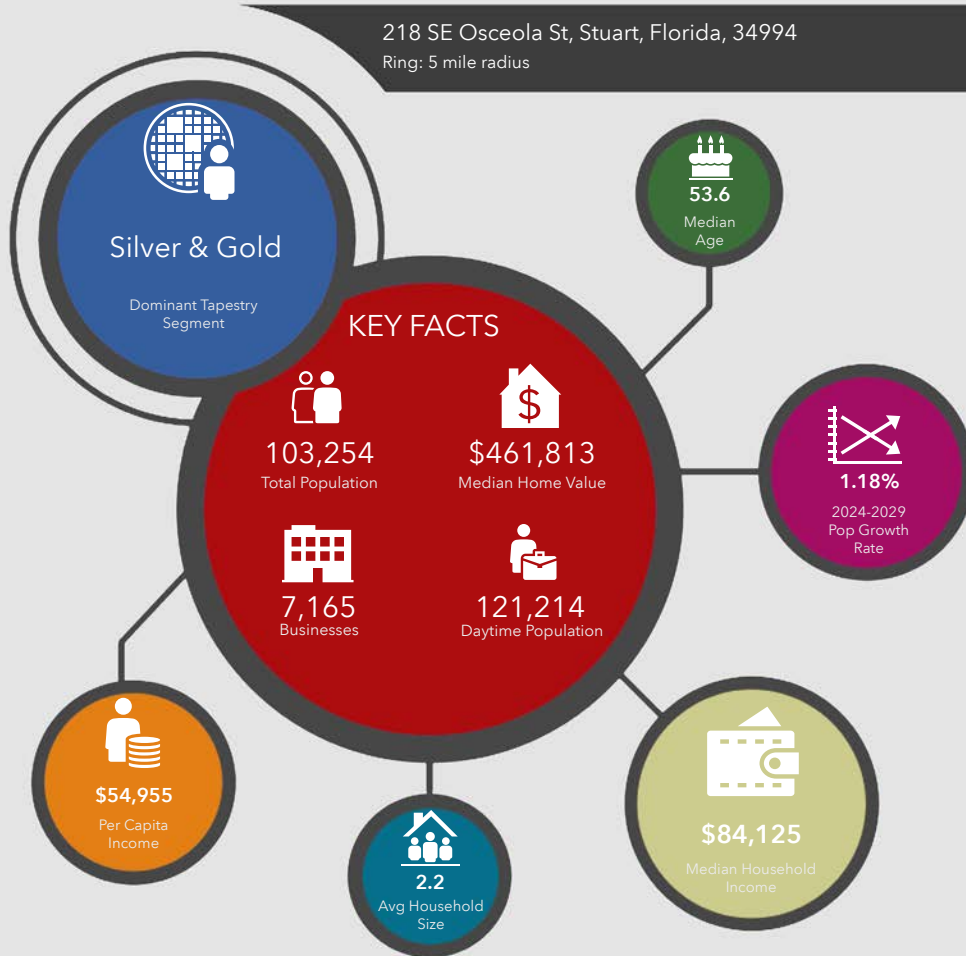 218 SE Osceola St, Stuart, Florida, 34994
Ring: 5 mile radius
Silver & Gold
Dominant Tapestry
Segment
53.6
Median
Age
KEY FACTS
103,254
Total Population
$461,813
Median Home Value
7,165
Businesses
121,214
Daytime Population
1.18%
2024-2029
Pop Growth
Rate
$54,955
Per Capita
Income
2.2
Avg Household
Size
$84,125
Median Household
Income